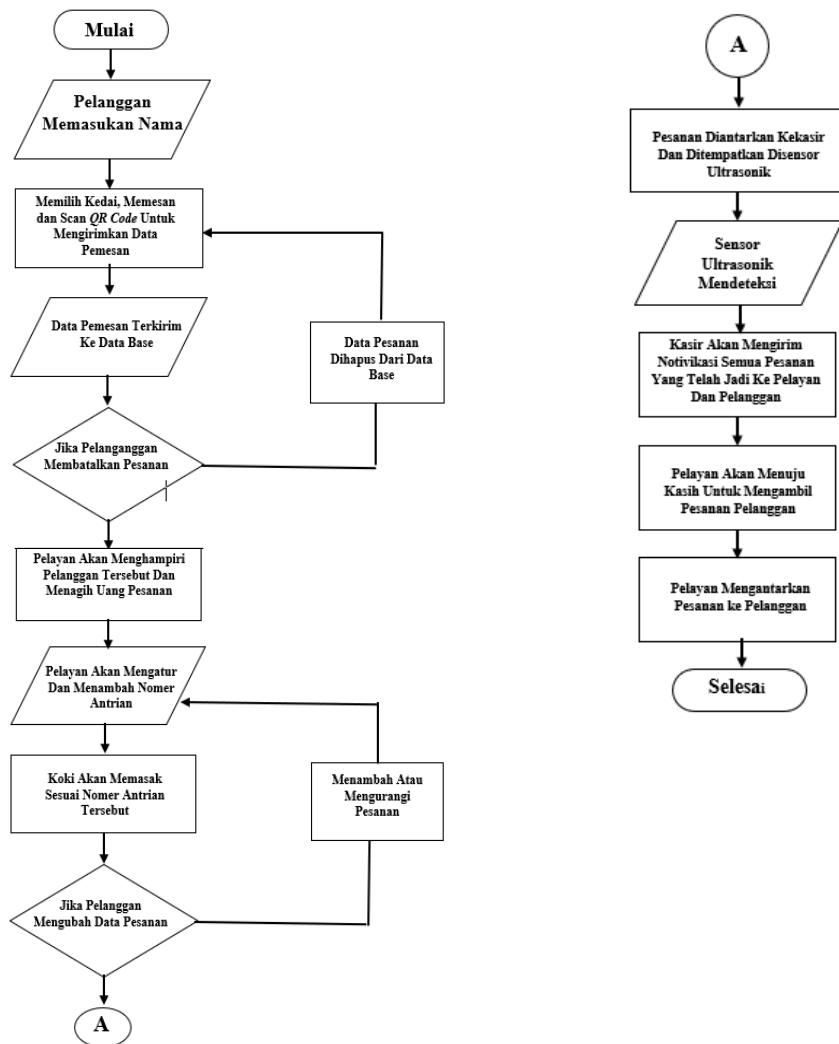 Mulai
Pelanggan
Memasukan Nama
Memilih Kedai, Memesan
dan Scan QR Code Untuk
Mengirimkan Data
Pemesan
Data Pemesan Terkirim
Ke Data Base
Data Pesanan
Dihapus Dari Data
Base
Jika Pelanganggan
Membatalkan Pesanan
Pelayan Akan Menghampiri
Pelanggan Tersebut Dan
Menagih Uang Pesanan
Pelayan Akan Mengatur
Dan Menambah Nomer
Antrian
Koki Akan Memasak
Sesuai Nomer Antrian
Tersebut
Menambah Atau
Mengurangi
Pesanan
Jika Pelanggan
Mengubah Data Pesanan
A
A
Pesanan Diantarkan Kekasir
Dan Ditempatkan Disensor
Ultrasonik
Sensor
Ultrasonik
Mendeteksi
Kasir Akan Mengirim
Notivikasi Semua Pesanan
Yang Telah Jadi Ke Pelayan
Dan Pelanggan
Pelayan Akan Menuju
Kasih Untuk Mengambil
Pesanan Pelanggan
Pelayan Mengantarkan
Pesanan ke Pelanggan
Selesai